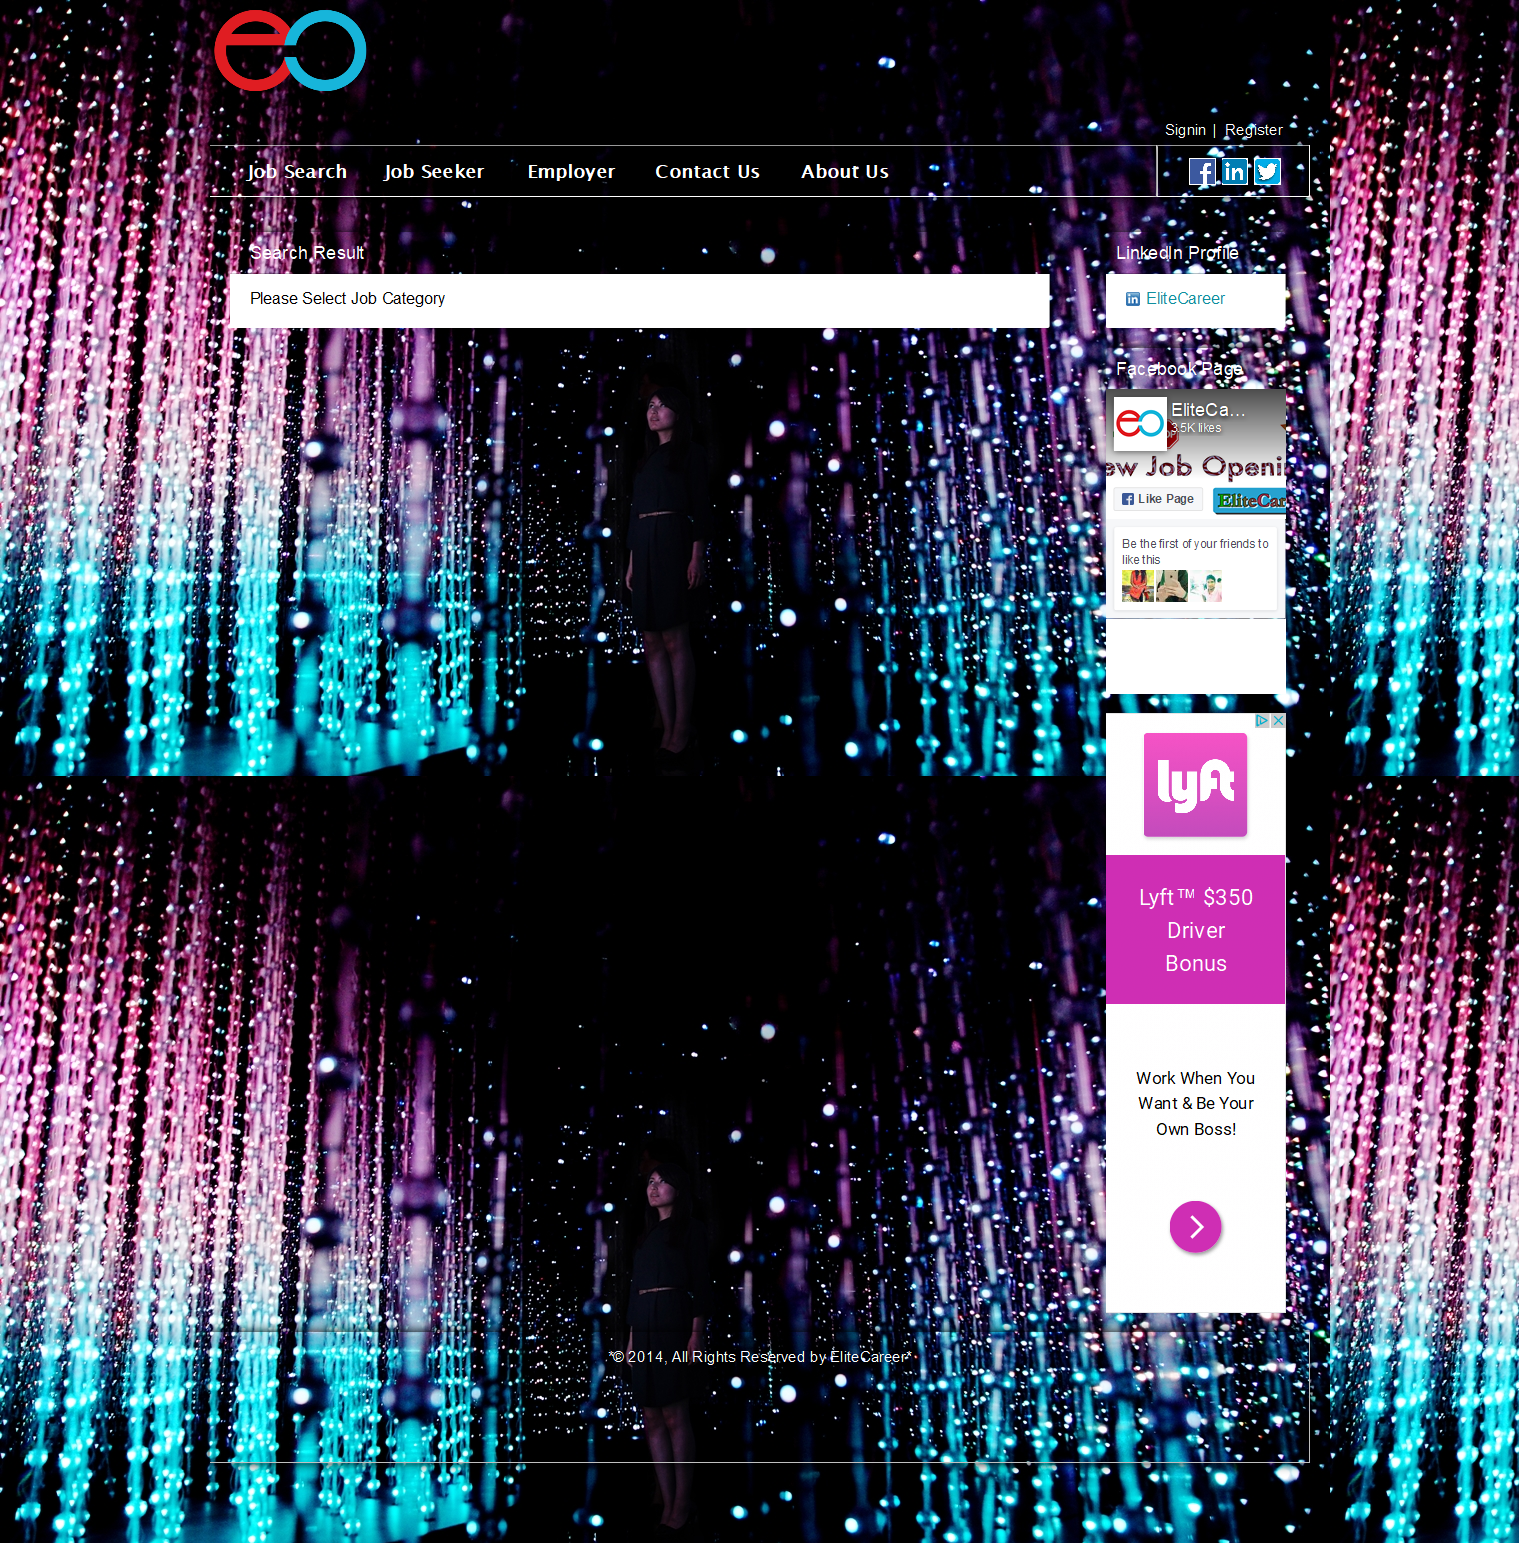 eo
Signin | Register
Job Search Job Seeker Employer Contact Us About Us
Search Result
Please Select Job Category
LinkedIn Profile
EliteCareer
Facebook Page
EliteCa...
3.5K likes
ew Job Openi
Like Page
EliteCar
Be the first of your friends to
like this
lyft
Lyft™ $350
Driver
Bonus
Work When You
Want & Be Your
Own Boss!
*© 2014, All Rights Reserved by EliteCareer*